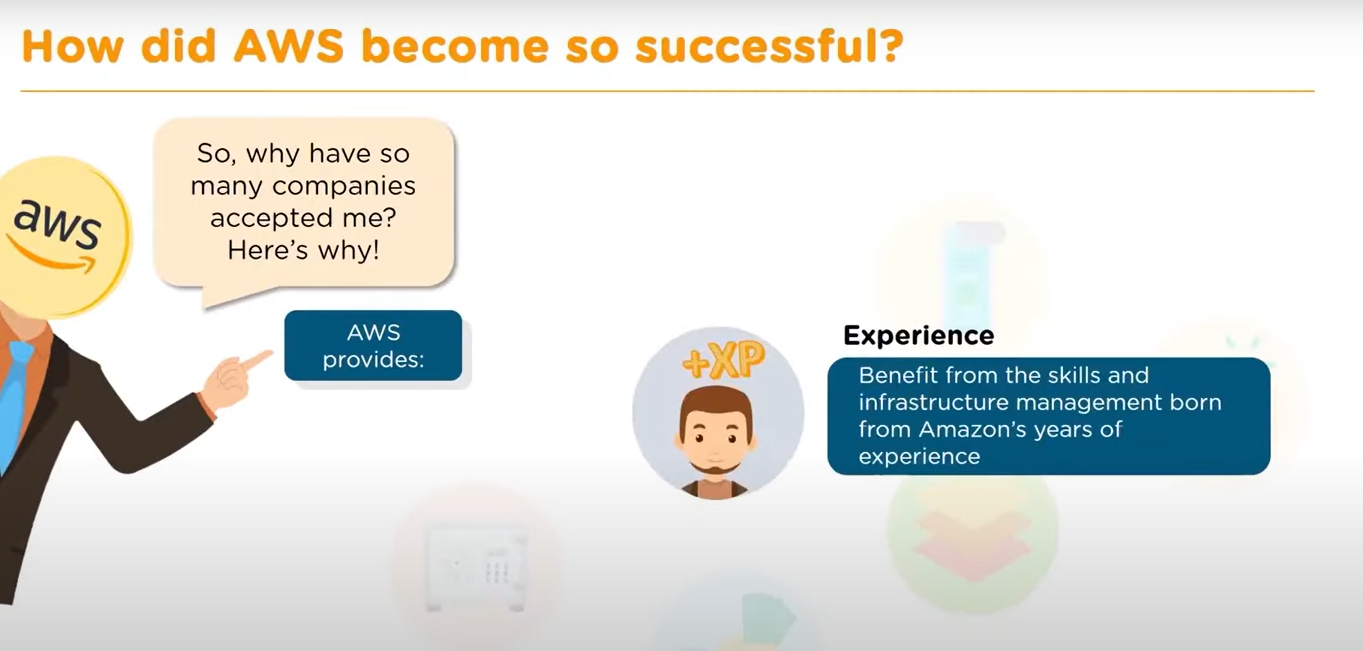 How did AWS become so successful?
So, why have so
many companies
accepted me?
Here's why!
aws
AWS
provides:
+XP
Experience
Benefit from the skills and
infrastructure management born
from Amazon's years of
experience